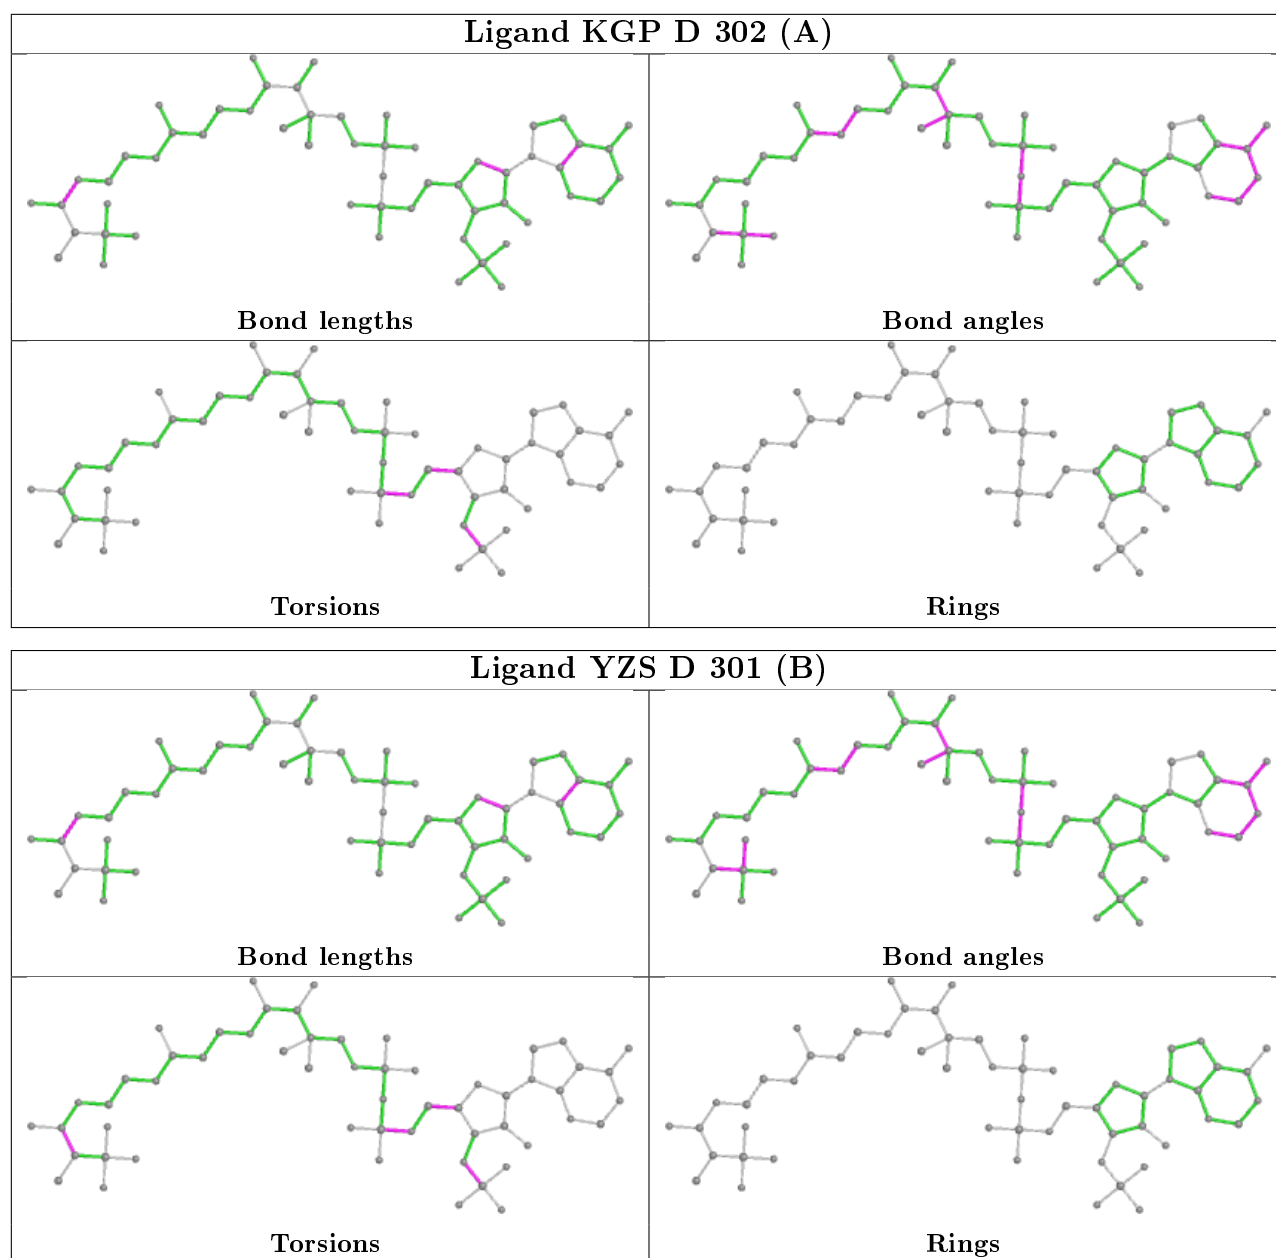 Ligand KGP D 302 (A)
Bond lengths
Bond angles
Torsions
Rings
Ligand YZS D 301 (B)
Bond lengths
Bond angles
Torsions
Rings